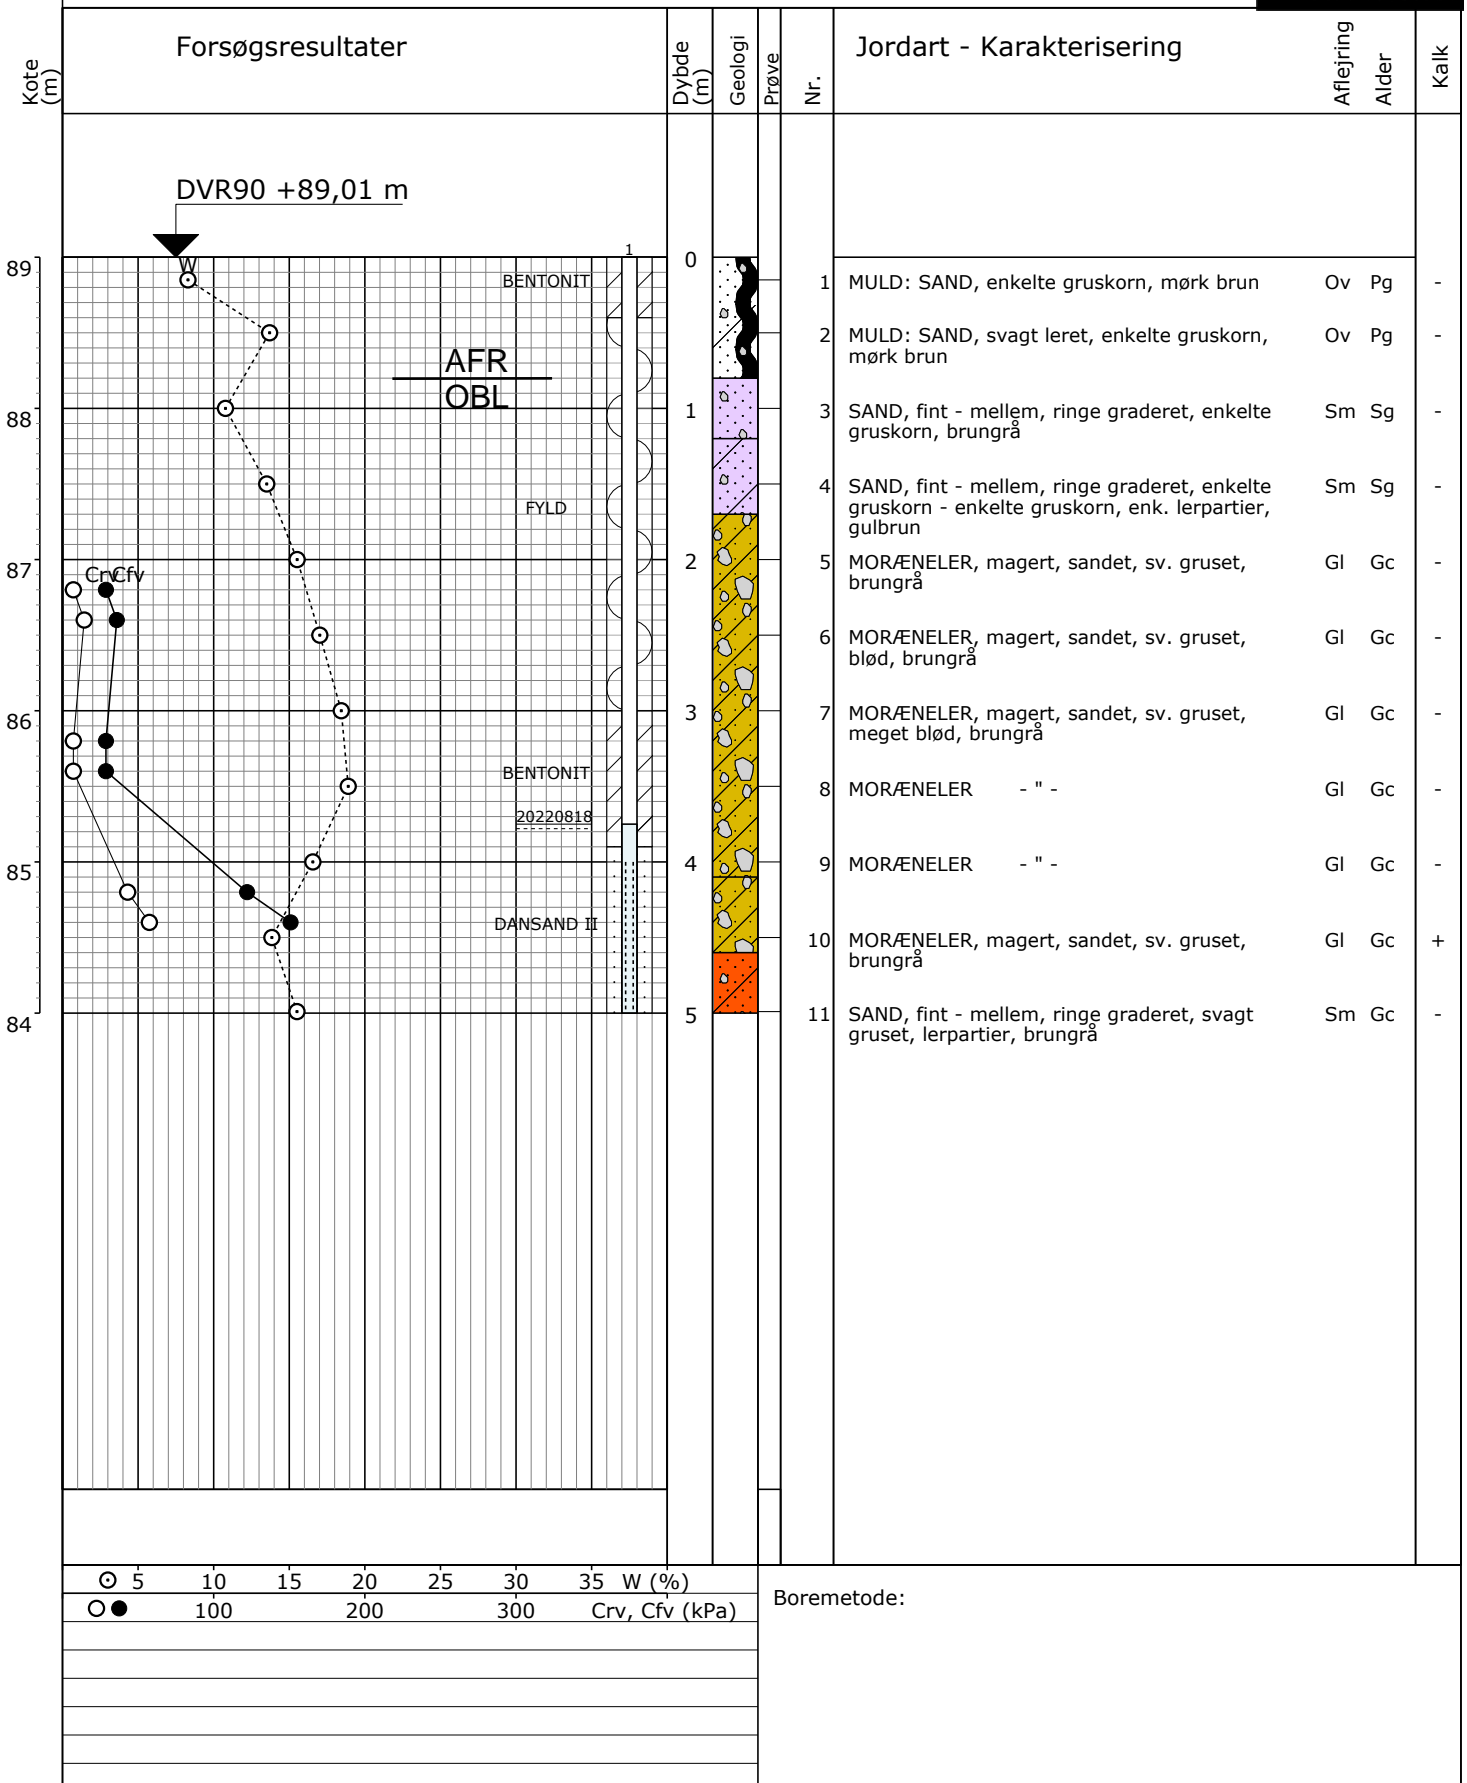 Forsøgsresultater
Jordart - Karakterisering
Kote
(m)
Dybde
(m)
Geologi
Prøve
Nr.
Aflejring
Alder
Kalk
DVR90 +89,01 m
89
W
1
0
BENTONIT
1 MULD: SAND, enkelte gruskorn, mørk brun Ov Pg -
2 MULD: SAND, svagt leret, enkelte gruskorn, Ov Pg -
mørk brun
AFR
OBL
88
1
3 SAND, fint - mellem, ringe graderet, enkelte Sm Sg -
gruskorn, brungrå
4 SAND, fint - mellem, ringe graderet, enkelte Sm Sg -
gruskorn - enkelte gruskorn, enk. lerpartier,
gulbrun
FYLD
87
2
5 MORÆNELER, magert, sandet, sv. gruset, Gl Gc -
brungrå
Crv
Cfv
6 MORÆNELER, magert, sandet, sv. gruset, Gl Gc -
blød, brungrå
86
3
7 MORÆNELER, magert, sandet, sv. gruset, Gl Gc -
meget blød, brungrå
BENTONIT
8 MORÆNELER - " - Gl Gc -
20220818
85
4
9 MORÆNELER - " - Gl Gc -
DANSAND II
10 MORÆNELER, magert, sandet, sv. gruset, Gl Gc +
brungrå
84
5
11 SAND, fint - mellem, ringe graderet, svagt Sm Gc -
gruset, lerpartier, brungrå
5 10 15 20 25 30 35 W (%)
100 200 300 Crv, Cfv (kPa)
Boremetode: